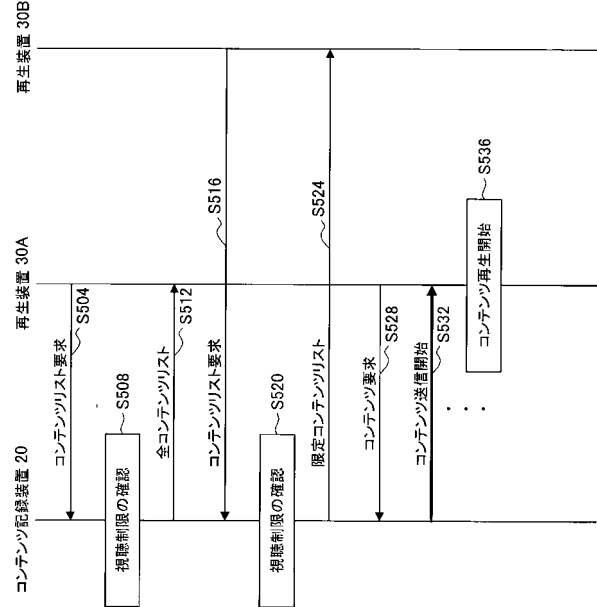 コンテンツ記録装置 20
再生装置 30A
再生装置 30B
コンテンツリスト要求
S504
視聴制限の確認
S508
全コンテンツリスト
S512
コンテンツリスト要求
S516
視聴制限の確認
S520
限定コンテンツリスト
S524
コンテンツ要求
S528
コンテンツ送信開始
S532
・・・
コンテンツ再生開始
S536